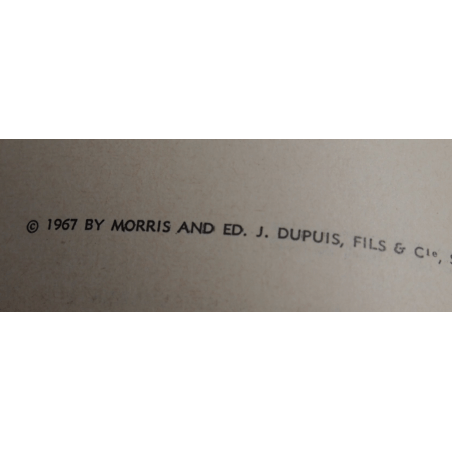 © 1967 BY MORRIS AND ED. J. DUPUIS, FILS & Cie,